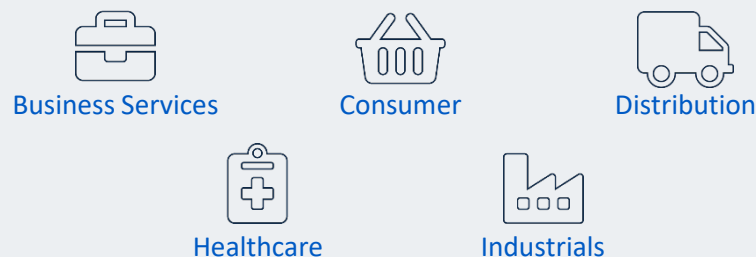 Business Services
Consumer
Distribution
Healthcare
Industrials